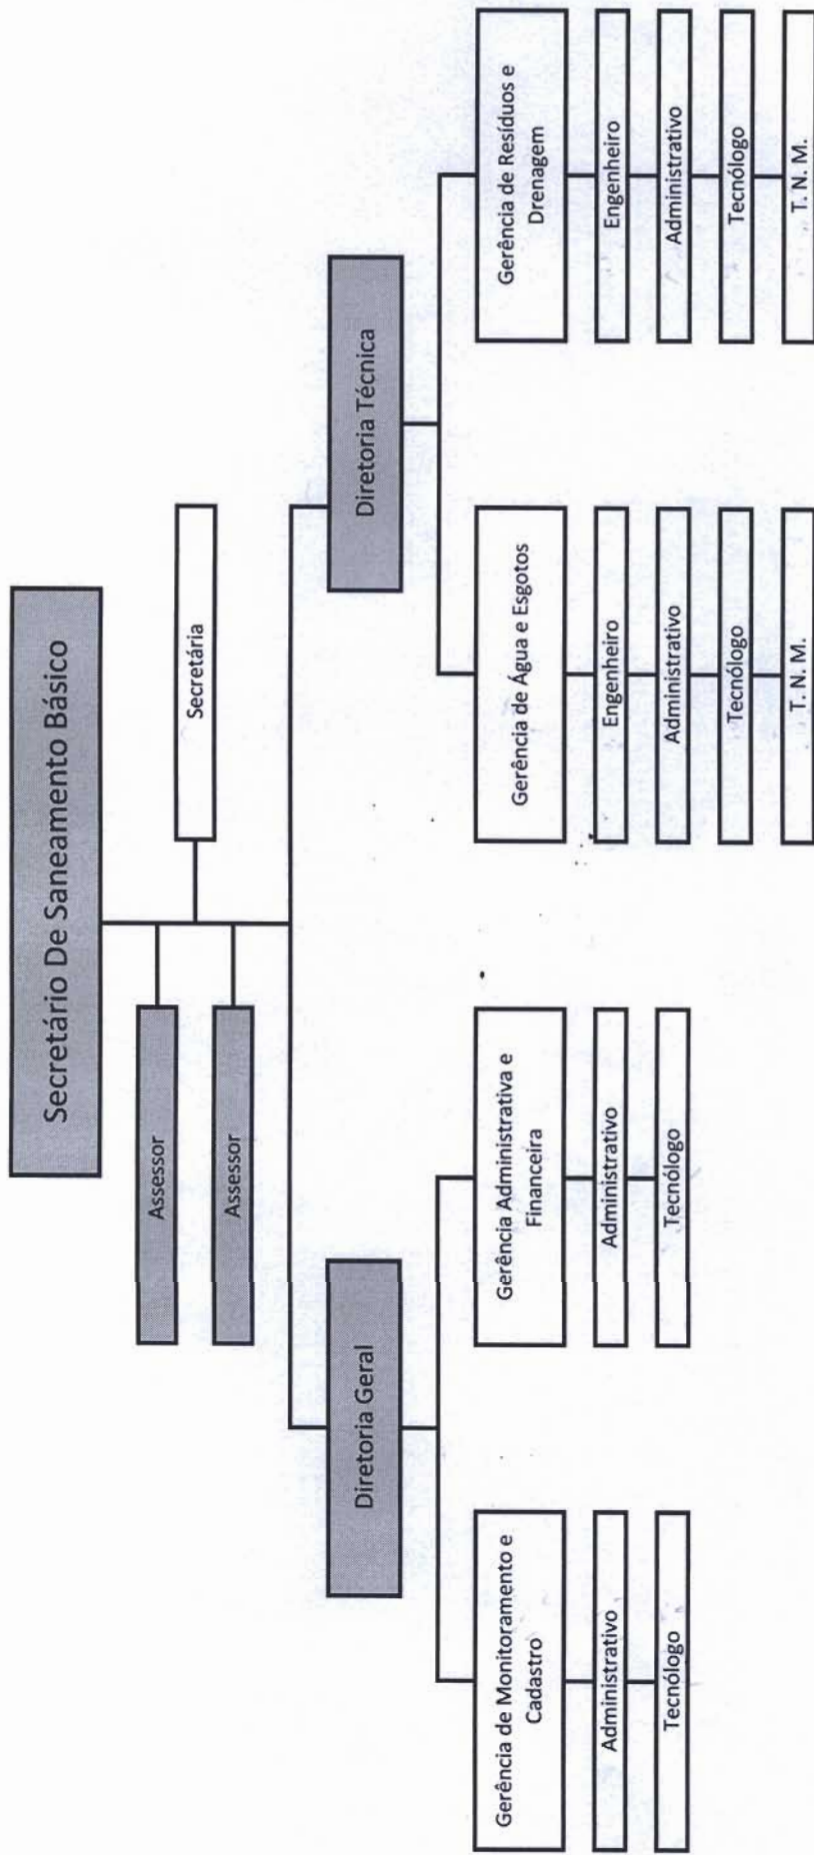 Secretário De Saneamento Básico
Assessor
Secretária
Assessor
Diretoria Geral
Diretoria Técnica
Gerência de Monitoramento e
Cadastro
Administrativo
Tecnólogo
Gerência Administrativa e
Financeira
Administrativo
Tecnólogo
Gerência de Água e Esgotos
Engenheiro
Administrativo
Tecnólogo
T. N. M.
Gerência de Resíduos e
Drenagem
Engenheiro
Administrativo
Tecnólogo
T. N. M.